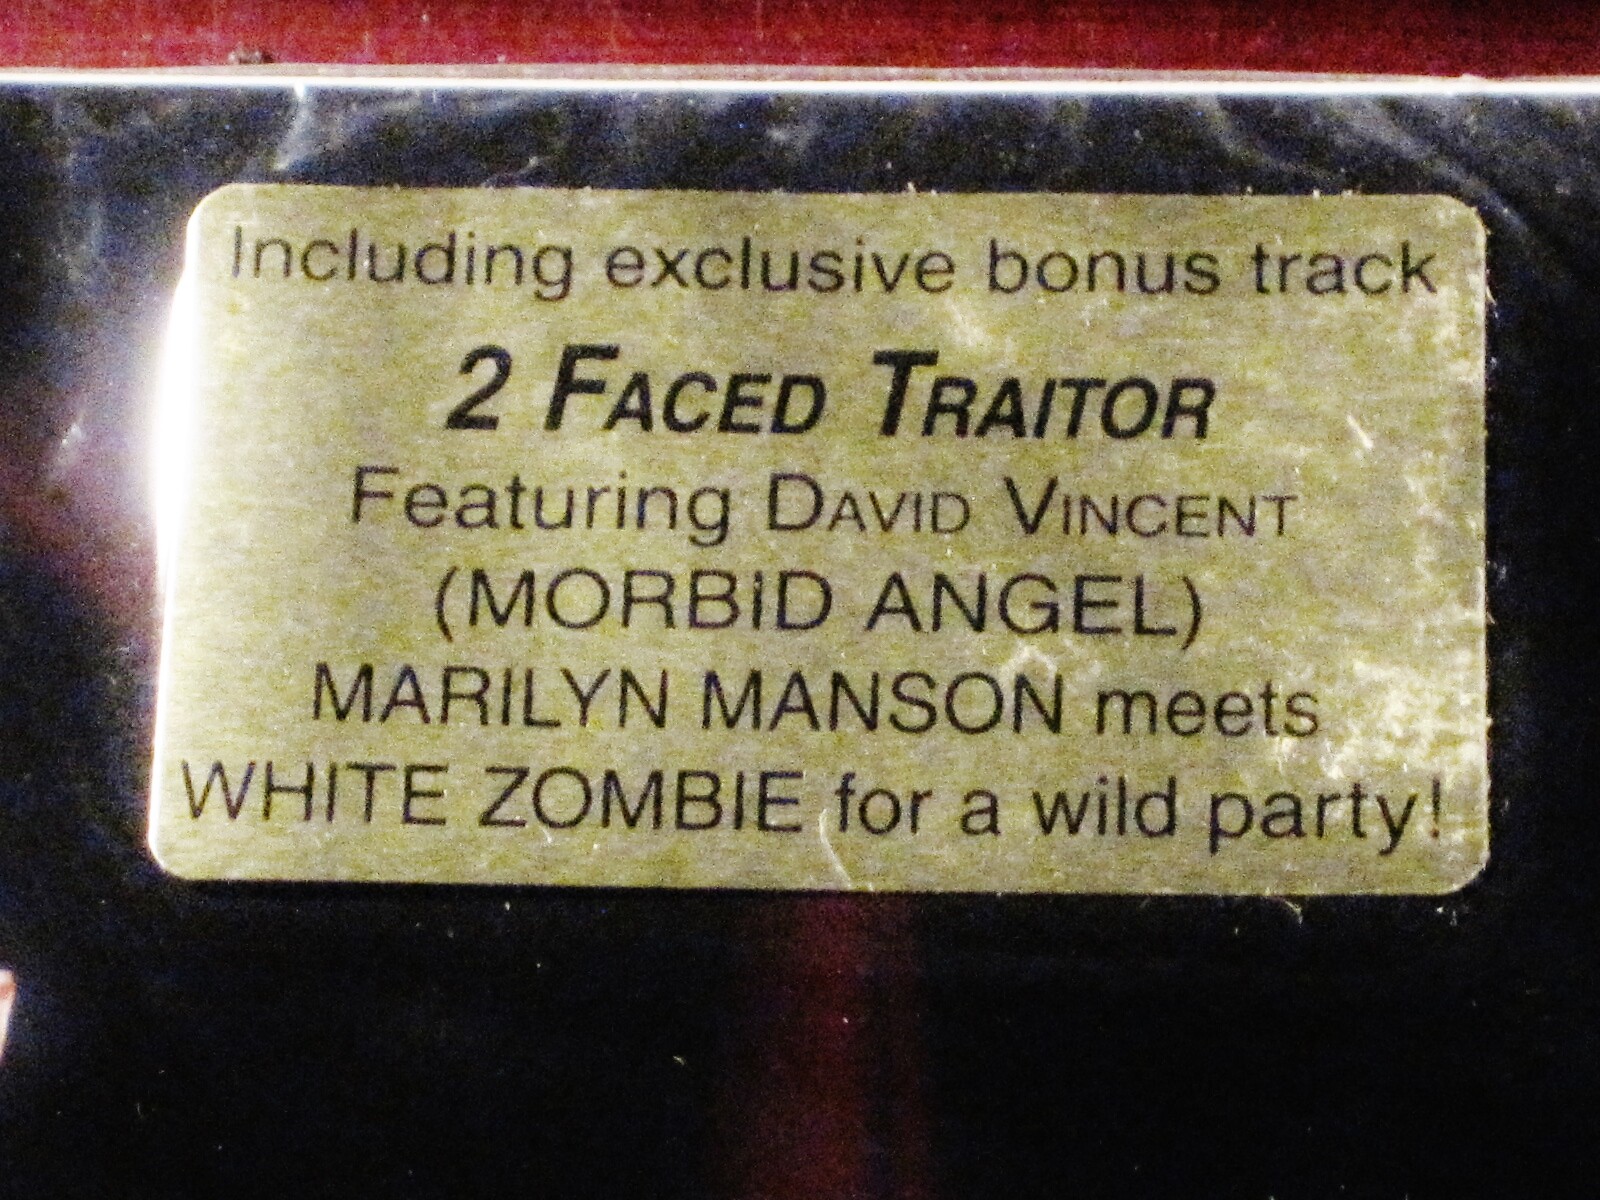 Including exclusive bonus track
2 FACED TRAITOR
Featuring DAVID VINCENT
(MORBiD ANGEL)
MARILYN MANSON meets
WHITE ZOMBIE for a wild party!